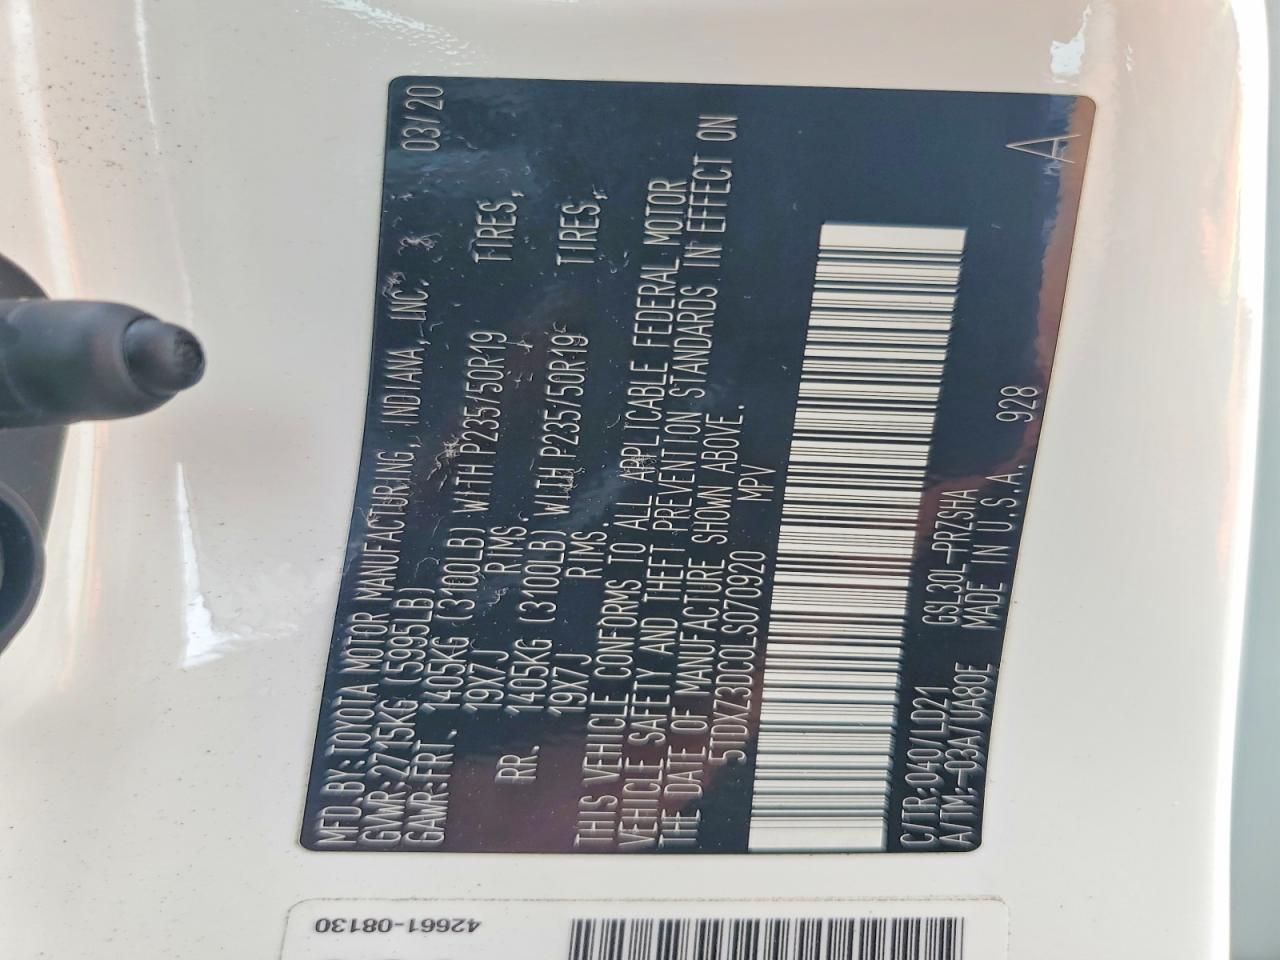 MFD.BY:TOYOTA MOTOR MANUFACTURING, INDIANA, INC. 03/20
GVWR:2715KG (5995LB)
GAWR:FRT. 1405KG (3100LB) WITH P235/50R19 TIRES,
19X7J RIMS.
RR. 1405KG (3100LB) WITH P235/50R19 TIRES,
19X7J RIMS.
THIS VEHICLE CONFORMS TO ALL APPLICABLE FEDERAL MOTOR
VEHICLE SAFETY AND THEFT PREVENTION STANDARDS IN EFFECT ON
THE DATE OF MANUFACTURE SHOWN ABOVE.
5TDXZ3DC0LS070920 MPV
C/TR:040/LD21 GSL30L-PRZSHA 928 A
A/TM:-03A/UA80E MADE IN U.S.A.
42661-08130